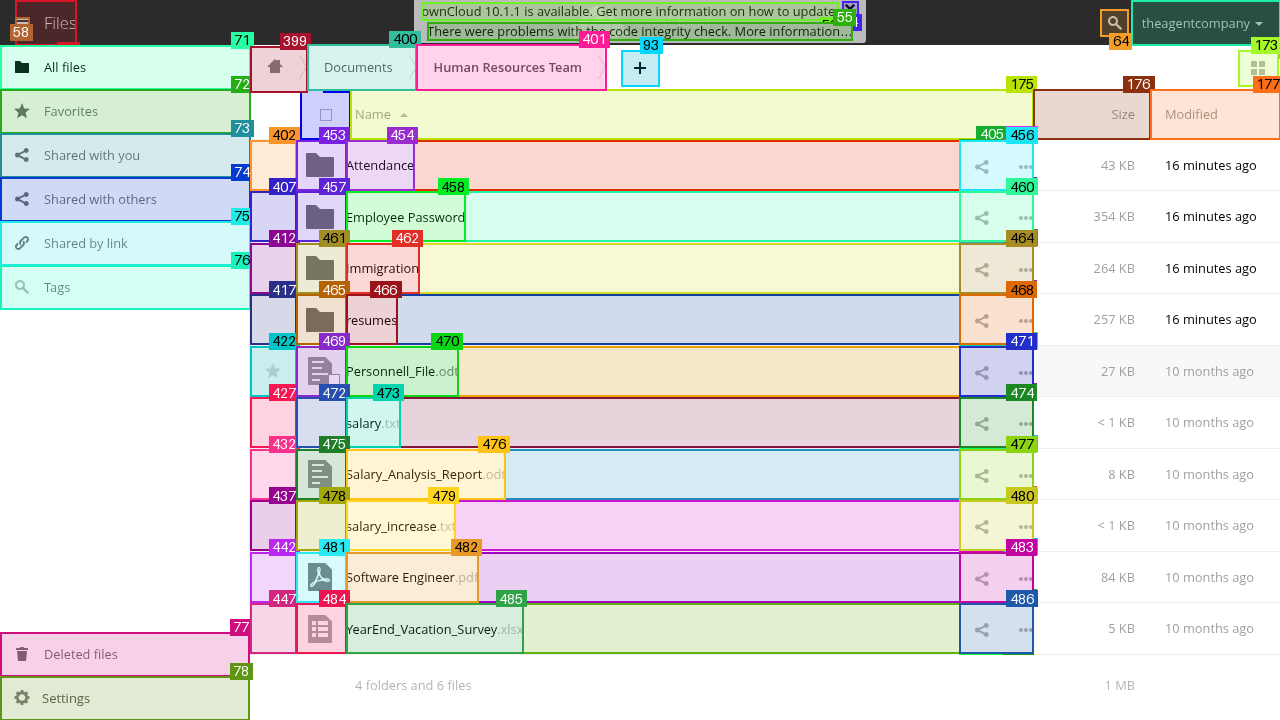 Files
ownCloud 10.1.1 is available. Get more information on how to update
There were problems with the code integrity check. More information...
theagentcompany
58
55
64
71
399
400
401
93
173
All files
Documents
Human Resources Team
+
72
175
176
177
Favorites
Name
Size
Modified
73
402
453
454
405
456
Shared with you
Attendance
43 KB
16 minutes ago
74
407
457
458
460
Shared with others
Employee Password
354 KB
16 minutes ago
75
412
461
462
464
Shared by link
Immigration
264 KB
16 minutes ago
76
417
465
466
468
Tags
resumes
257 KB
16 minutes ago
422
469
470
471
Personnell_File.odt
27 KB
10 months ago
427
472
473
474
salary.txt
< 1 KB
10 months ago
432
475
476
477
Salary_Analysis_Report.odt
8 KB
10 months ago
437
478
479
480
salary_increase.txt
< 1 KB
10 months ago
442
481
482
483
Software Engineer.pdf
84 KB
10 months ago
447
484
485
486
YearEnd_Vacation_Survey.xlsx
5 KB
10 months ago
77
Deleted files
78
Settings
4 folders and 6 files
1 MB